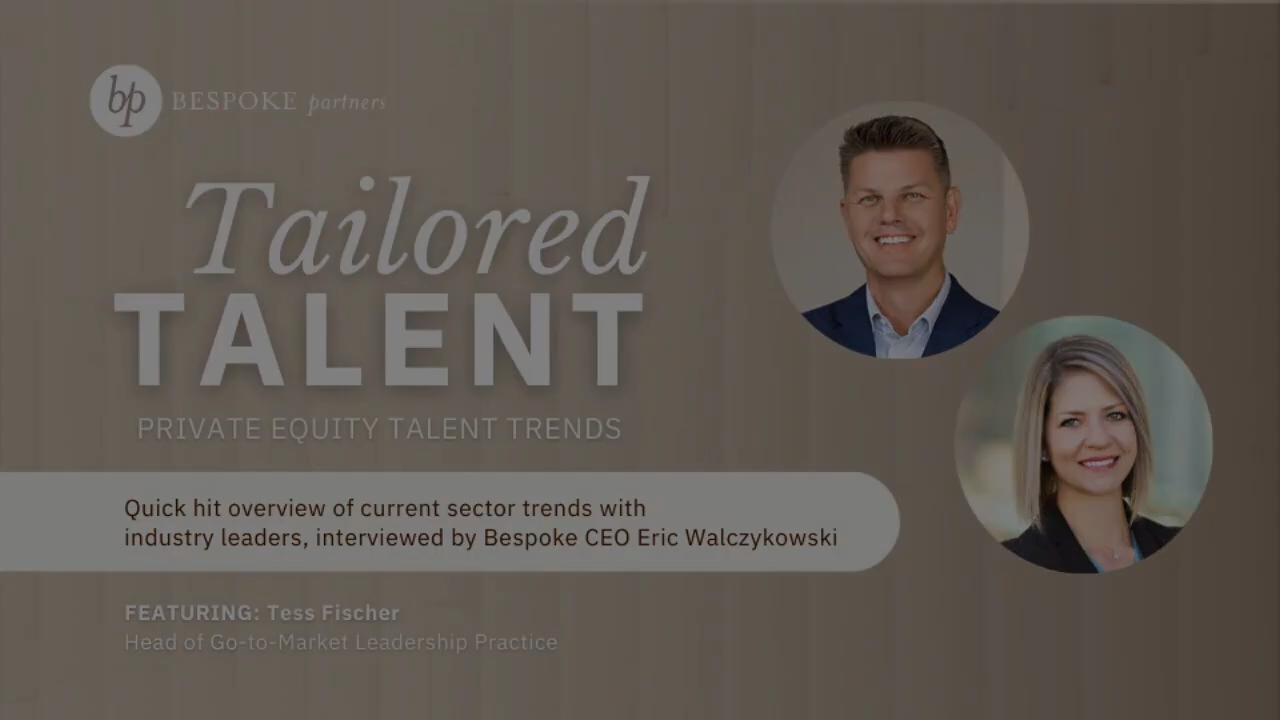 bp BESPOKE partners
Tailored
TALENT
PRIVATE EQUITY TALENT TRENDS
Quick hit overview of current sector trends with
industry leaders, interviewed by Bespoke CEO Eric Walczykowski
FEATURING: Tess Fischer
Head of Go-to-Market Leadership Practice